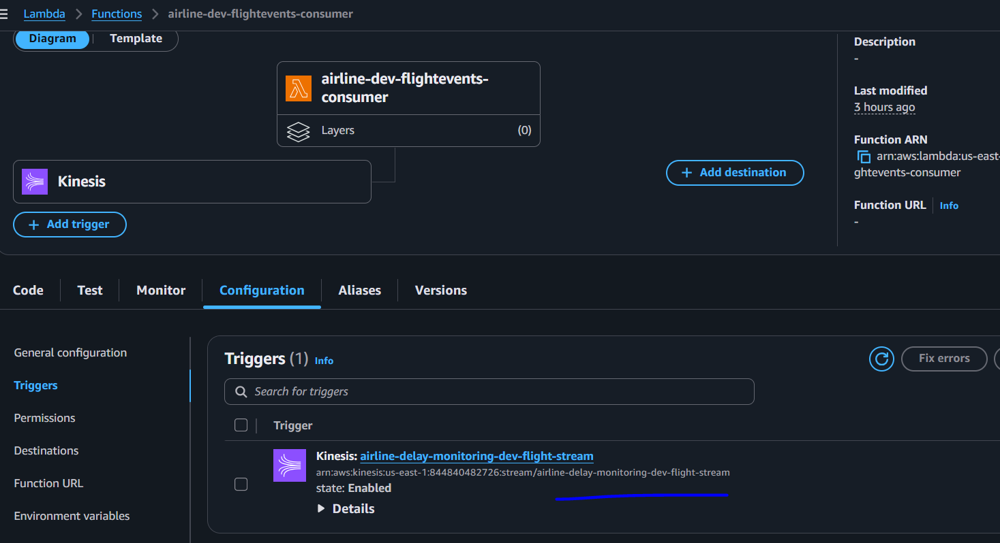 Lambda > Functions > airline-dev-flightevents-consumer
Diagram
Template
airline-dev-flightevents-
consumer
Layers
(0)
Kinesis
+ Add trigger
+ Add destination
Description
-
Last modified
3 hours ago
Function ARN
arn:aws:lambda:us-east-
ghtevents-consumer
Function URL
Info
-
Code
Test
Monitor
Configuration
Aliases
Versions
General configuration
Triggers
Permissions
Destinations
Function URL
Environment variables
Triggers (1) Info
Fix errors
Search for triggers
Trigger
Kinesis: airline-delay-monitoring-dev-flight-stream
arn:aws:kinesis:us-east-1:844840482726:stream/airline-delay-monitoring-dev-flight-stream
state: Enabled
Details